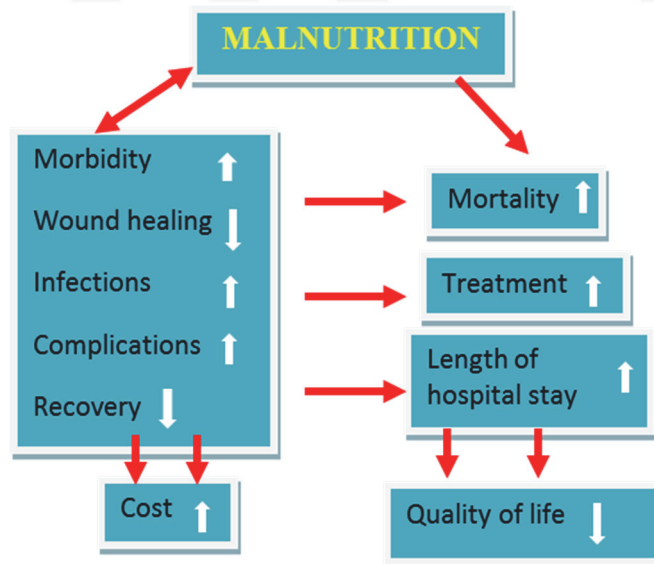 MALNUTRITION
Morbidity
Wound healing
Infections
Complications
Recovery
Cost
Mortality
Treatment
Length of
hospital stay
Quality of life